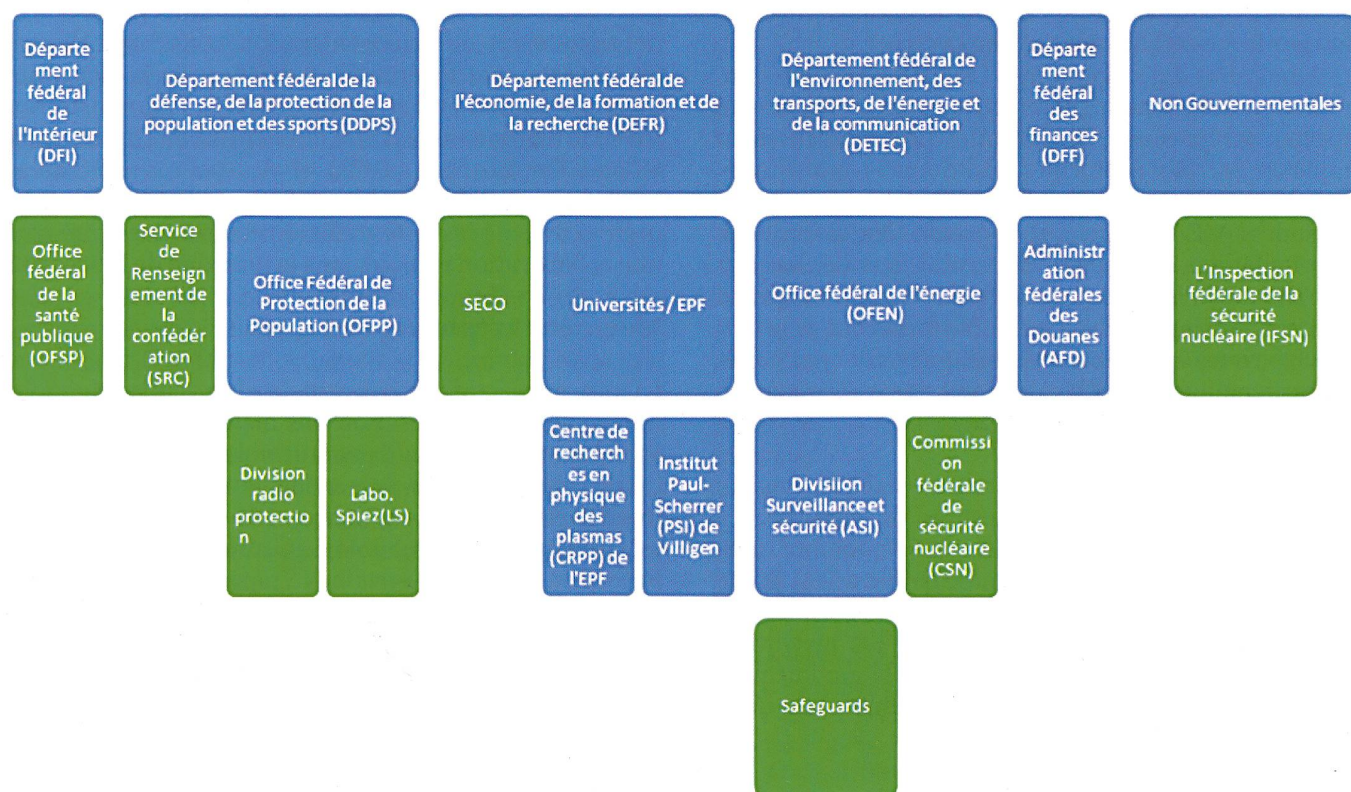 Départe
ment
fédéral
de
l'Intérieur
(DFI)
Département fédéral de la
défense, de la protection de la
population et des sports (DDPS)
Département fédéral de
l'économie, de la formation et de
la recherche (DEFR)
Département fédéral de
l'environnement, des
transports, de l'énergie et
de la communication
(DETEC)
Départe
ment
fédéral
des
finances
(DFF)
Non Gouvernementales
Office
fédéral
de la
santé
publique
(OFSP)
Service
de
Renseign
ement de
la
confédér
ation
(SRC)
Office Fédéral de
Protection de la
Population (OFPP)
SECO
Universités / EPF
Office fédéral de l'énergie
(OFEN)
Administr
ation
fédérales
des
Douanes
(AFD)
L'Inspection
fédérale de la
sécurité
nucléaire (IFSN)
Division
radio
protectio
n
Labo.
Spiez(LS)
Centre de
recherch
es en
physique
des
plasmas
(CRPP) de
l'EPF
Institut
Paul-
Scherrer
(PSI) de
Villigen
Divisiion
Surveillance et
sécurité (ASI)
Commissi
on
fédérale
de
sécurité
nucléaire
(CSN)
Safeguards